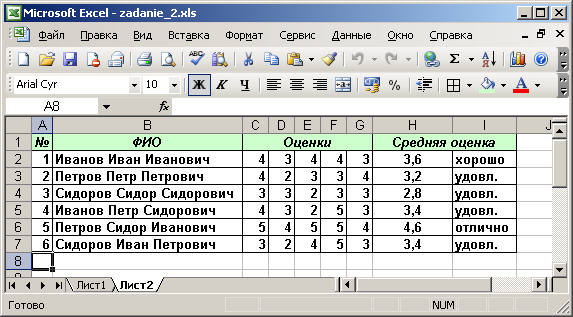 Microsoft Excel - zadanie_2.xls
Файл Правка Вид Вставка Формат Сервис Данные Окно Справка
Arial Cyr 10 Ж К Ч
A8 fx
A B C D E F G H I J
1 № ФИО Оценки Средняя оценка
2 1 Иванов Иван Иванович 4 3 4 4 3 3,6 хорошо
3 2 Петров Петр Петрович 4 2 3 3 4 3,2 удовл.
4 3 Сидоров Сидор Сидорович 3 3 2 3 3 2,8 удовл.
5 4 Иванов Петр Сидорович 4 3 2 5 3 3,4 удовл.
6 5 Петров Сидор Иванович 5 4 5 5 4 4,6 отлично
7 6 Сидоров Иван Петрович 3 2 4 5 3 3,4 удовл.
8
Лист1 Лист2
Готово NUM